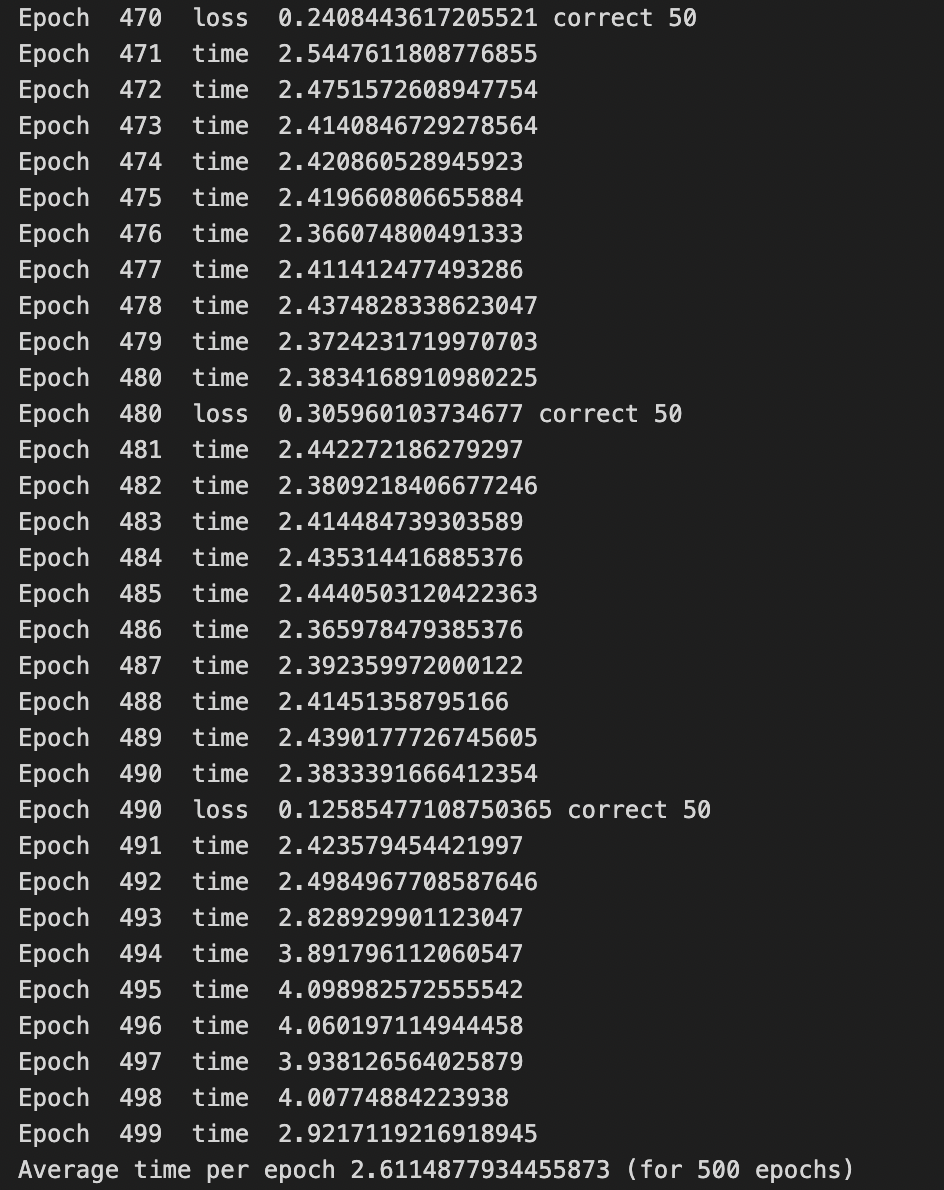 Epoch  470  loss  0.2408443617205521 correct 50
Epoch  471  time  2.5447611808776855
Epoch  472  time  2.4751572608947754
Epoch  473  time  2.4140846729278564
Epoch  474  time  2.420860528945923
Epoch  475  time  2.419660806655884
Epoch  476  time  2.366074800491333
Epoch  477  time  2.411412477493286
Epoch  478  time  2.4374828338623047
Epoch  479  time  2.3724231719970703
Epoch  480  time  2.3834168910980225
Epoch  480  loss  0.305960103734677 correct 50
Epoch  481  time  2.442272186279297
Epoch  482  time  2.3809218406677246
Epoch  483  time  2.414484739303589
Epoch  484  time  2.435314416885376
Epoch  485  time  2.4440503120422363
Epoch  486  time  2.365978479385376
Epoch  487  time  2.392359972000122
Epoch  488  time  2.41451358795166
Epoch  489  time  2.4390177726745605
Epoch  490  time  2.3833391666412354
Epoch  490  loss  0.12585477108750365 correct 50
Epoch  491  time  2.423579454421997
Epoch  492  time  2.4984967708587646
Epoch  493  time  2.828929901123047
Epoch  494  time  3.891796112060547
Epoch  495  time  4.098982572555542
Epoch  496  time  4.060197114944458
Epoch  497  time  3.938126564025879
Epoch  498  time  4.00774884223938
Epoch  499  time  2.9217119216918945
Average time per epoch 2.6114877934455873 (for 500 epochs)